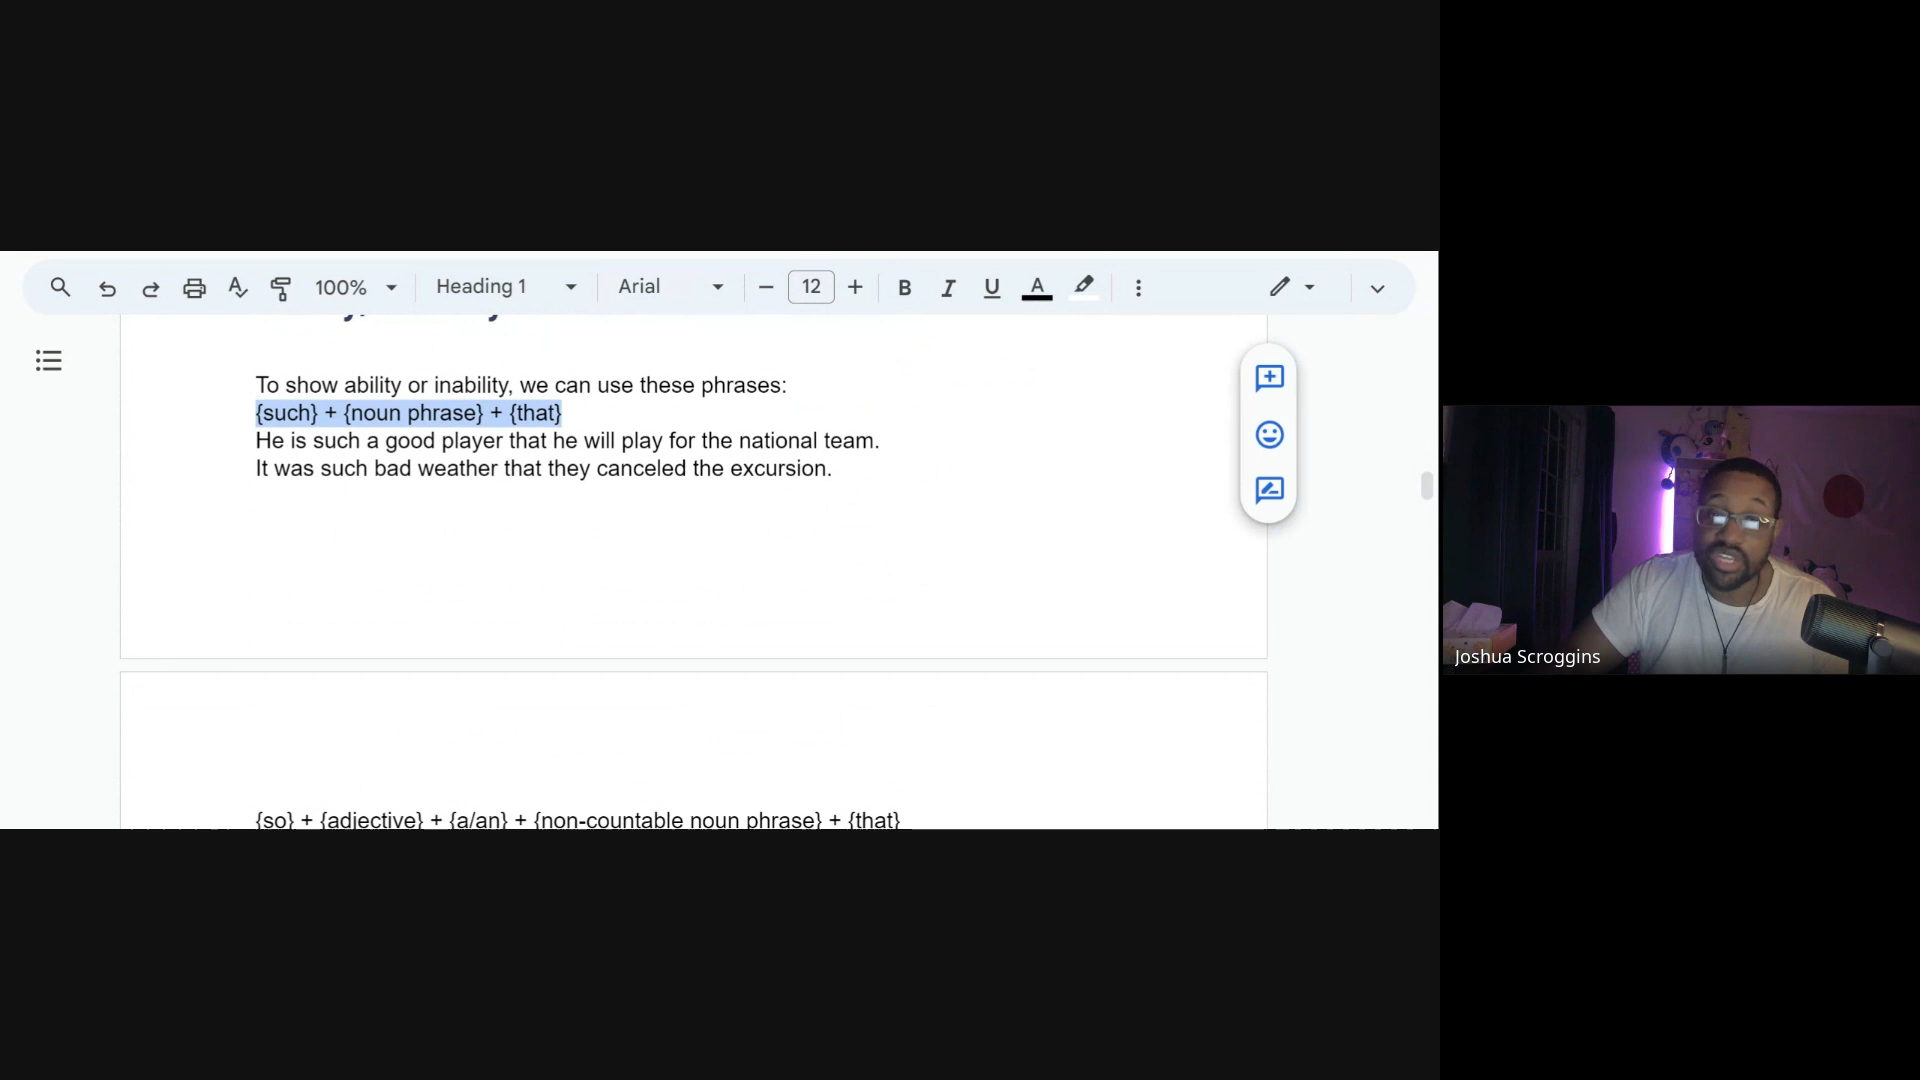 100%
Heading 1
Arial
12
B
I
U
A
To show ability or inability, we can use these phrases:
{such} + {noun phrase} + {that}
He is such a good player that he will play for the national team.
It was such bad weather that they canceled the excursion.
{so} + {adjective} + {a/an} + {non-countable noun phrase} + {that}
Joshua Scroggins